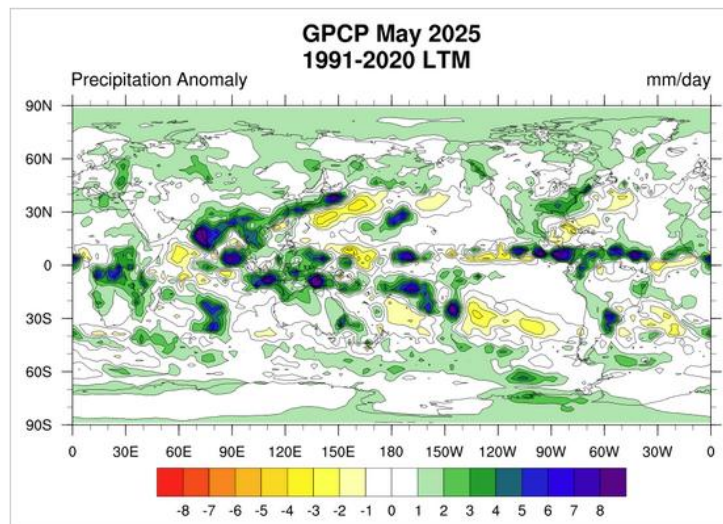 GPCP May 2025
1991-2020 LTM
Precipitation Anomaly mm/day
90N
60N
30N
0
30S
60S
90S
0 30E 60E 90E 120E 150E 180 150W 120W 90W 60W 30W 0
-8 -7 -6 -5 -4 -3 -2 -1 0 1 2 3 4 5 6 7 8